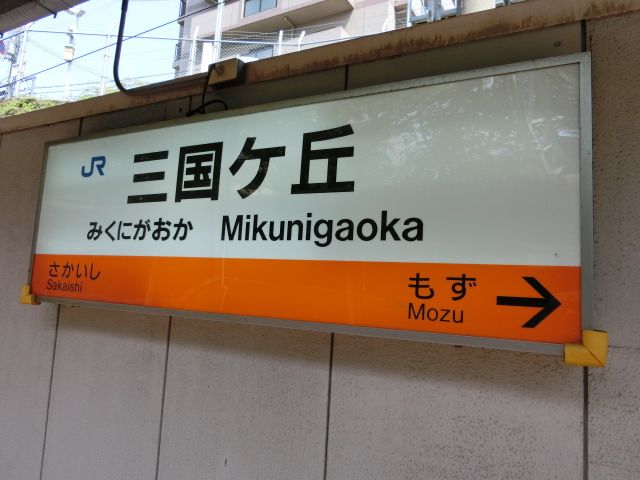 JR 三国ケ丘
みくにがおか Mikunigaoka
さかいし
Sakaishi
もず
Mozu